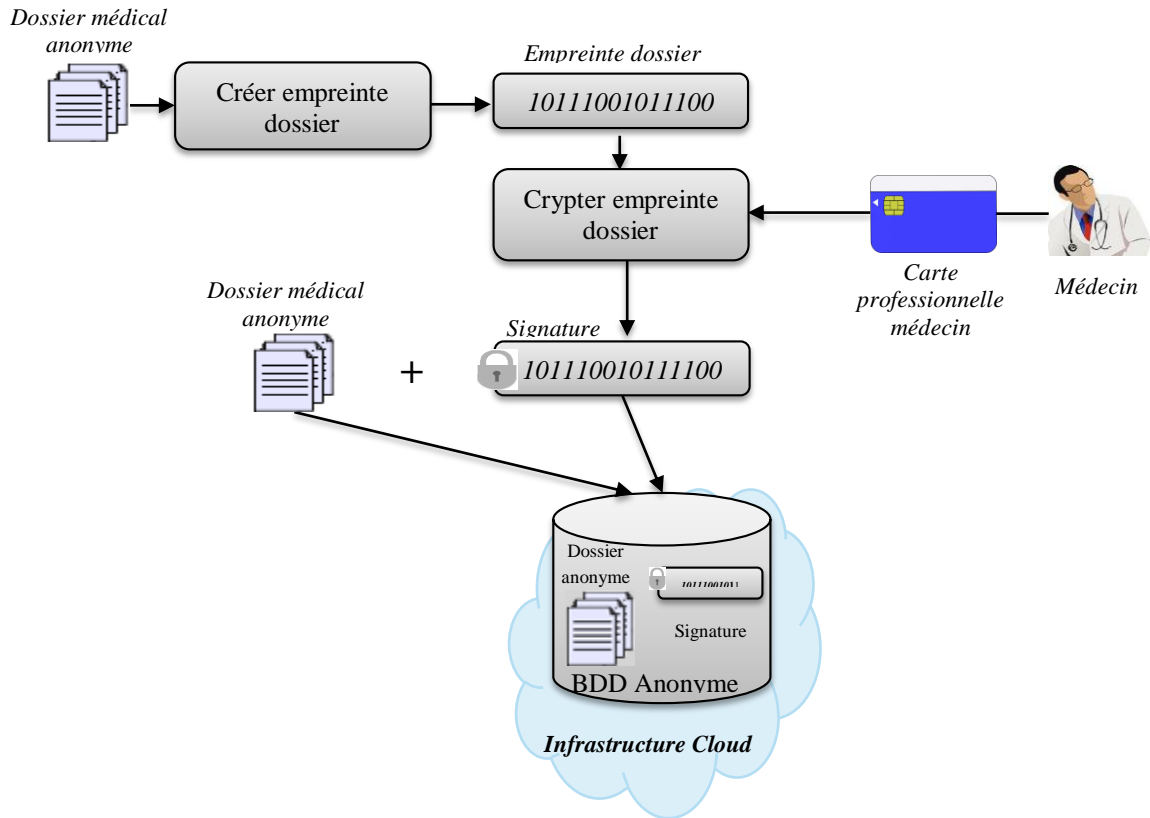 Dossier médical
anonyme
Créer empreinte
dossier
Empreinte dossier
10111001011100
Crypter empreinte
dossier
Carte
professionnelle
médecin
Médecin
Dossier médical
anonyme
+
Signature
101110010111100
Dossier
anonyme
1011100101
Signature
BDD Anonyme
Infrastructure Cloud